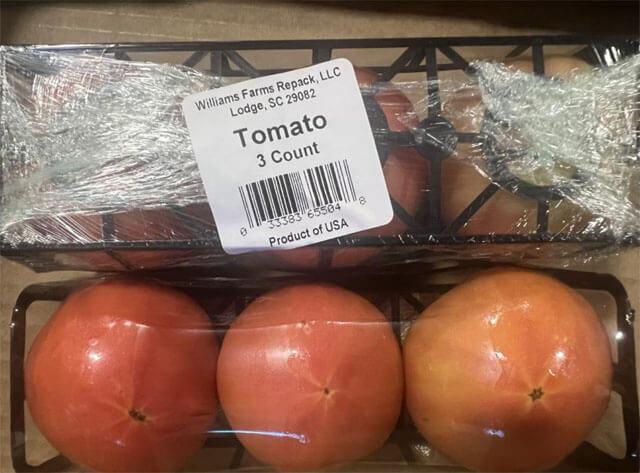 Williams Farms Repack, LLC
Lodge, SC 29082
Tomato
3 Count
0 33383 65504 8
Product of USA